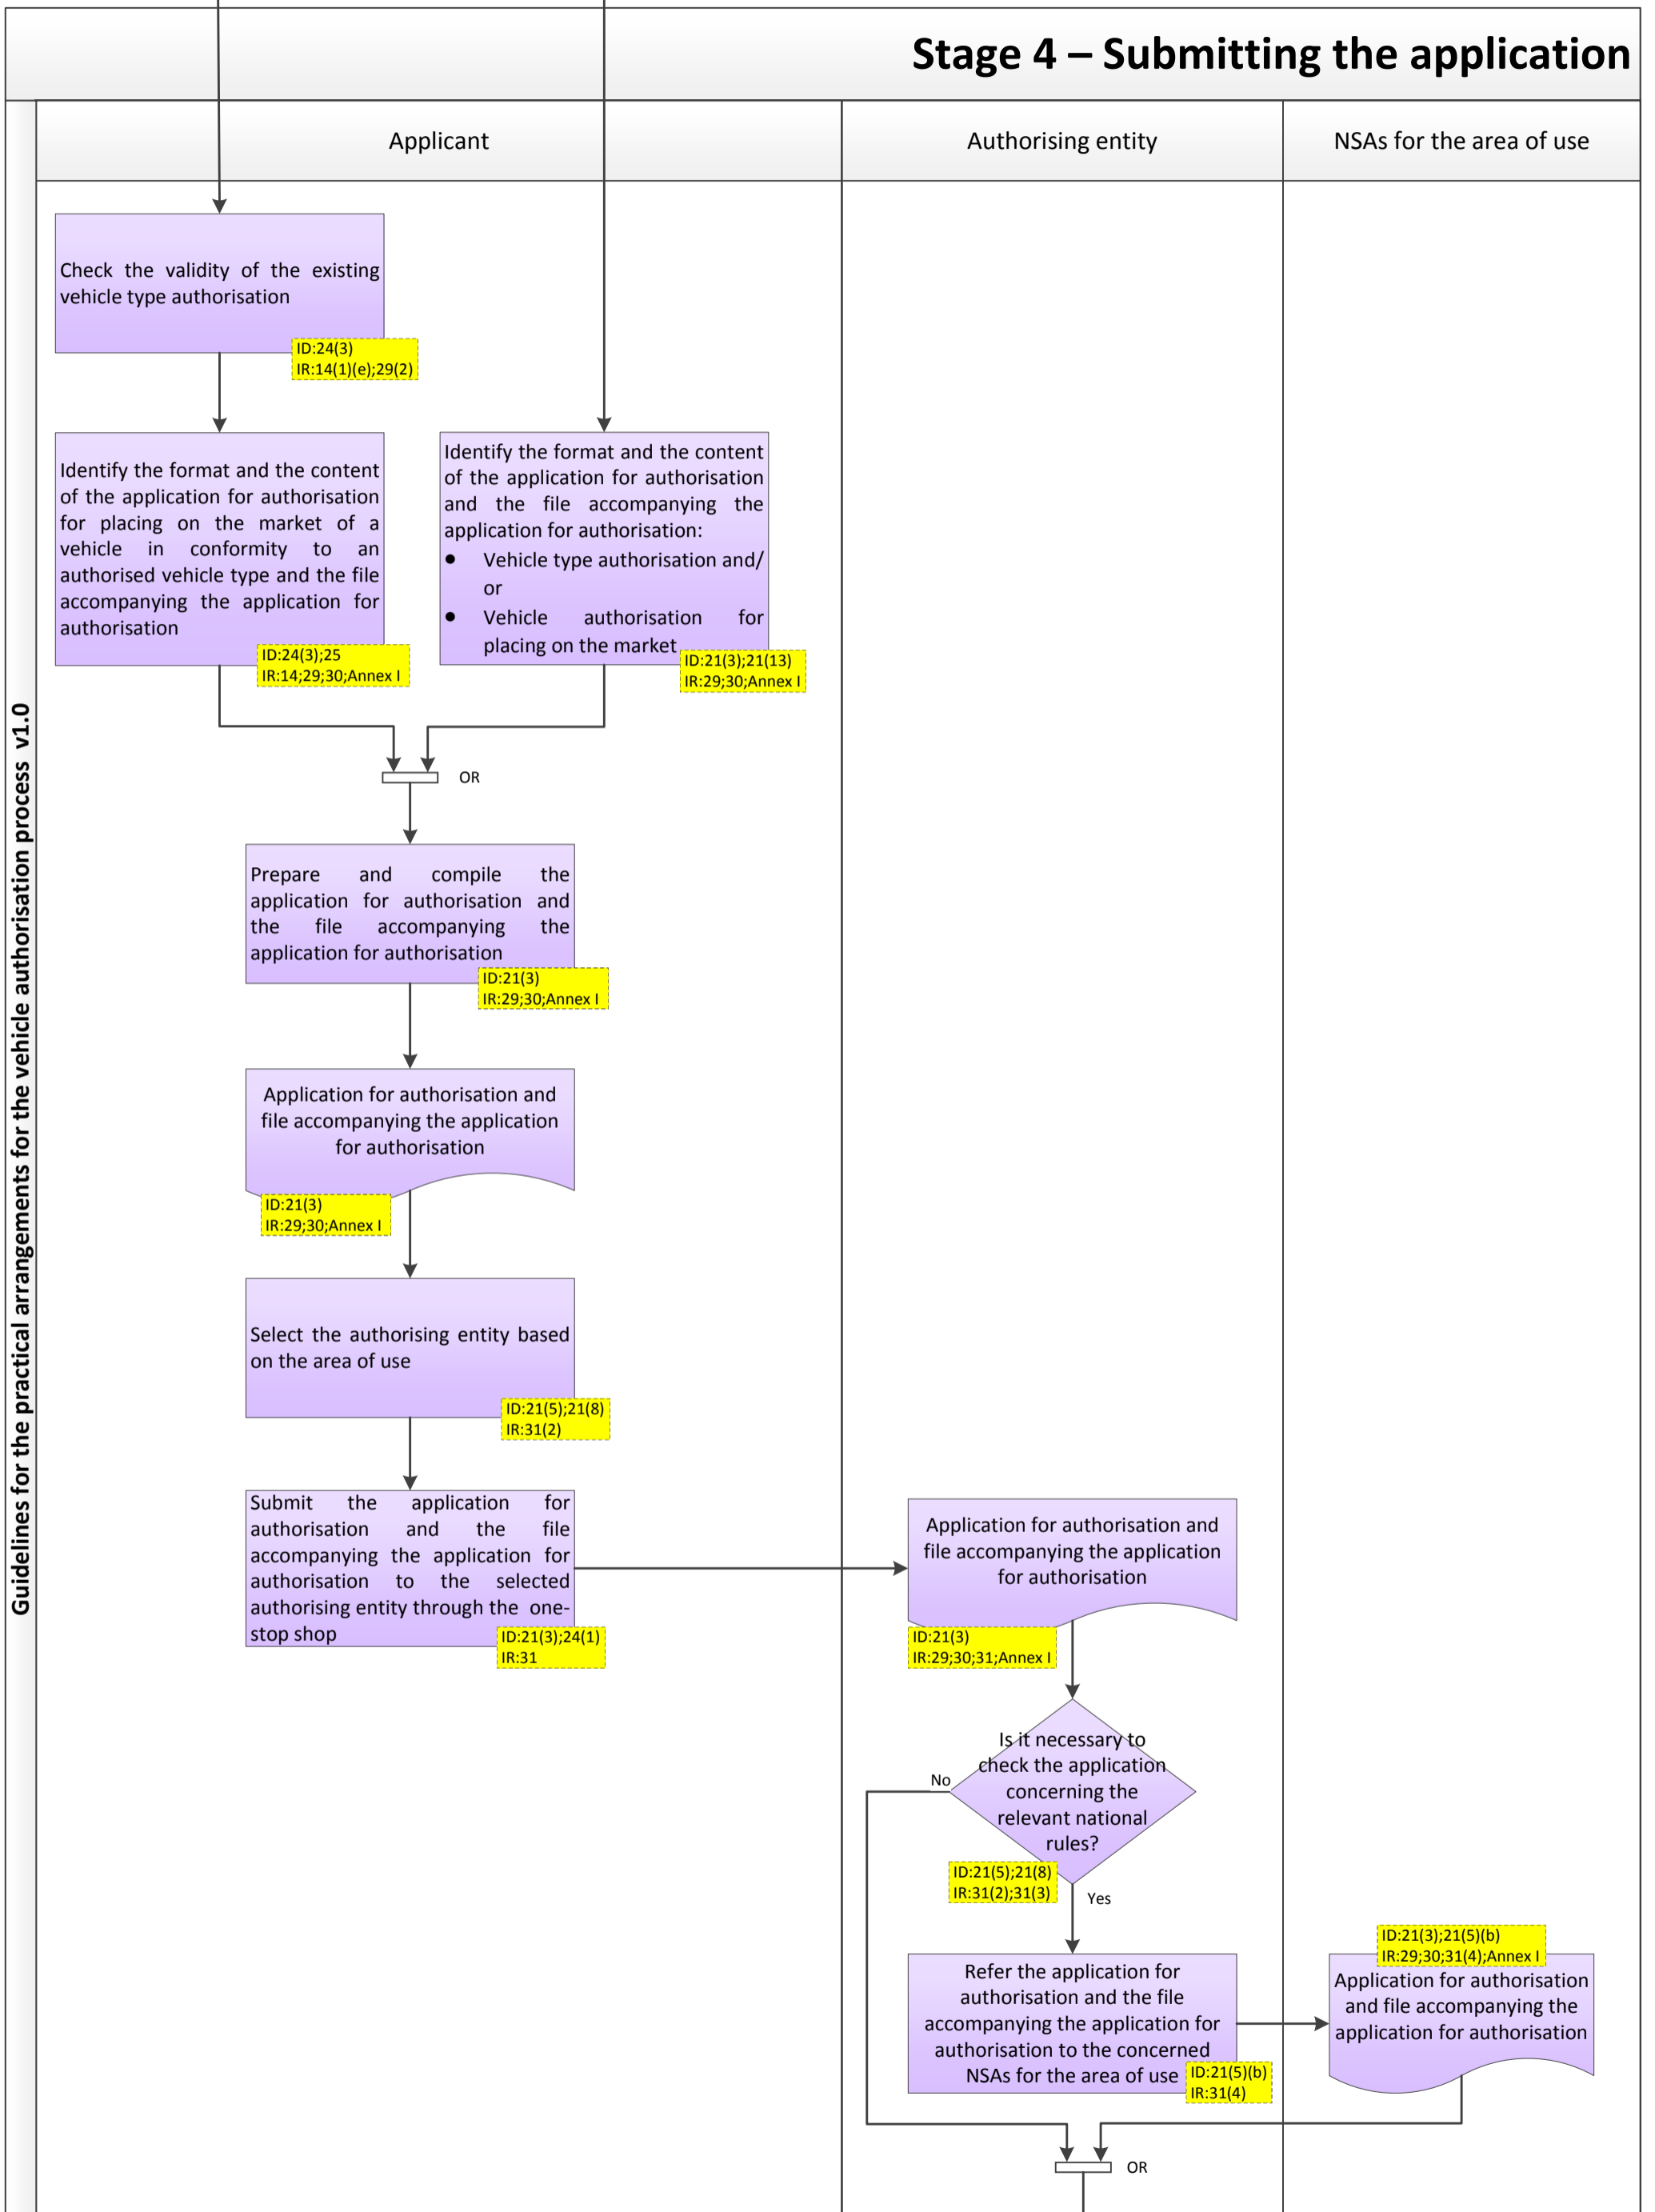 Stage 4 – Submitting the application
Guidelines for the practical arrangements for the vehicle authorisation process v1.0
Applicant
Authorising entity
NSAs for the area of use
Check the validity of the existing
vehicle type authorisation
ID:24(3)
IR:14(1)(e);29(2)
Identify the format and the content
of the application for authorisation
for placing on the market of a
vehicle in conformity to an
authorised vehicle type and the file
accompanying the application for
authorisation
ID:24(3);25
IR:14;29;30;Annex I
Identify the format and the content
of the application for authorisation
and the file accompanying the
application for authorisation:
● Vehicle type authorisation and/
or
● Vehicle authorisation for
placing on the market
ID:21(3);21(13)
IR:29;30;Annex I
OR
Prepare and compile the
application for authorisation and
the file accompanying the
application for authorisation
ID:21(3)
IR:29;30;Annex I
Application for authorisation and
file accompanying the application
for authorisation
ID:21(3)
IR:29;30;Annex I
Select the authorising entity based
on the area of use
ID:21(5);21(8)
IR:31(2)
Submit the application for
authorisation and the file
accompanying the application for
authorisation to the selected
authorising entity through the one-
stop shop
ID:21(3);24(1)
IR:31
Application for authorisation and
file accompanying the application
for authorisation
ID:21(3)
IR:29;30;31;Annex I
Is it necessary to
check the application
concerning the
relevant national
rules?
No
ID:21(5);21(8)
IR:31(2);31(3)
Yes
Refer the application for
authorisation and the file
accompanying the application for
authorisation to the concerned
NSAs for the area of use
ID:21(5)(b)
IR:31(4)
ID:21(3);21(5)(b)
IR:29;30;31(4);Annex I
Application for authorisation
and file accompanying the
application for authorisation
OR